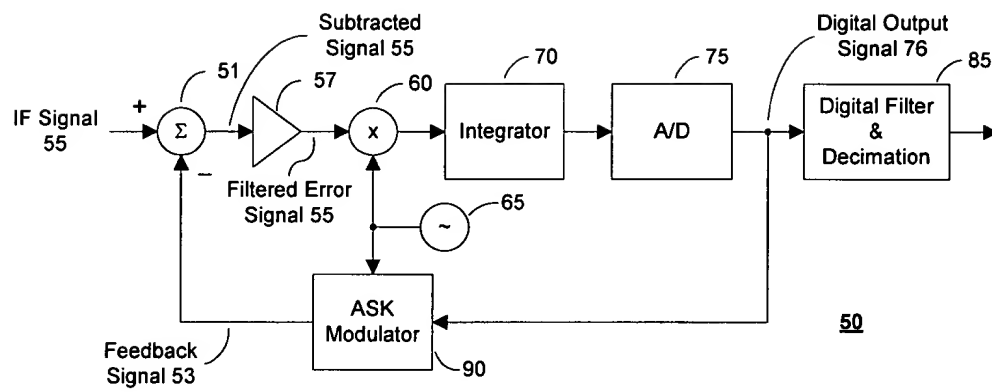 Subtracted
Signal 55
Digital Output
Signal 76
51
57
60
70
75
85
+
IF Signal
55
Σ
x
Integrator
A/D
Digital Filter
&
Decimation
–
Filtered Error
Signal 55
~
65
ASK
Modulator
50
Feedback
Signal 53
90